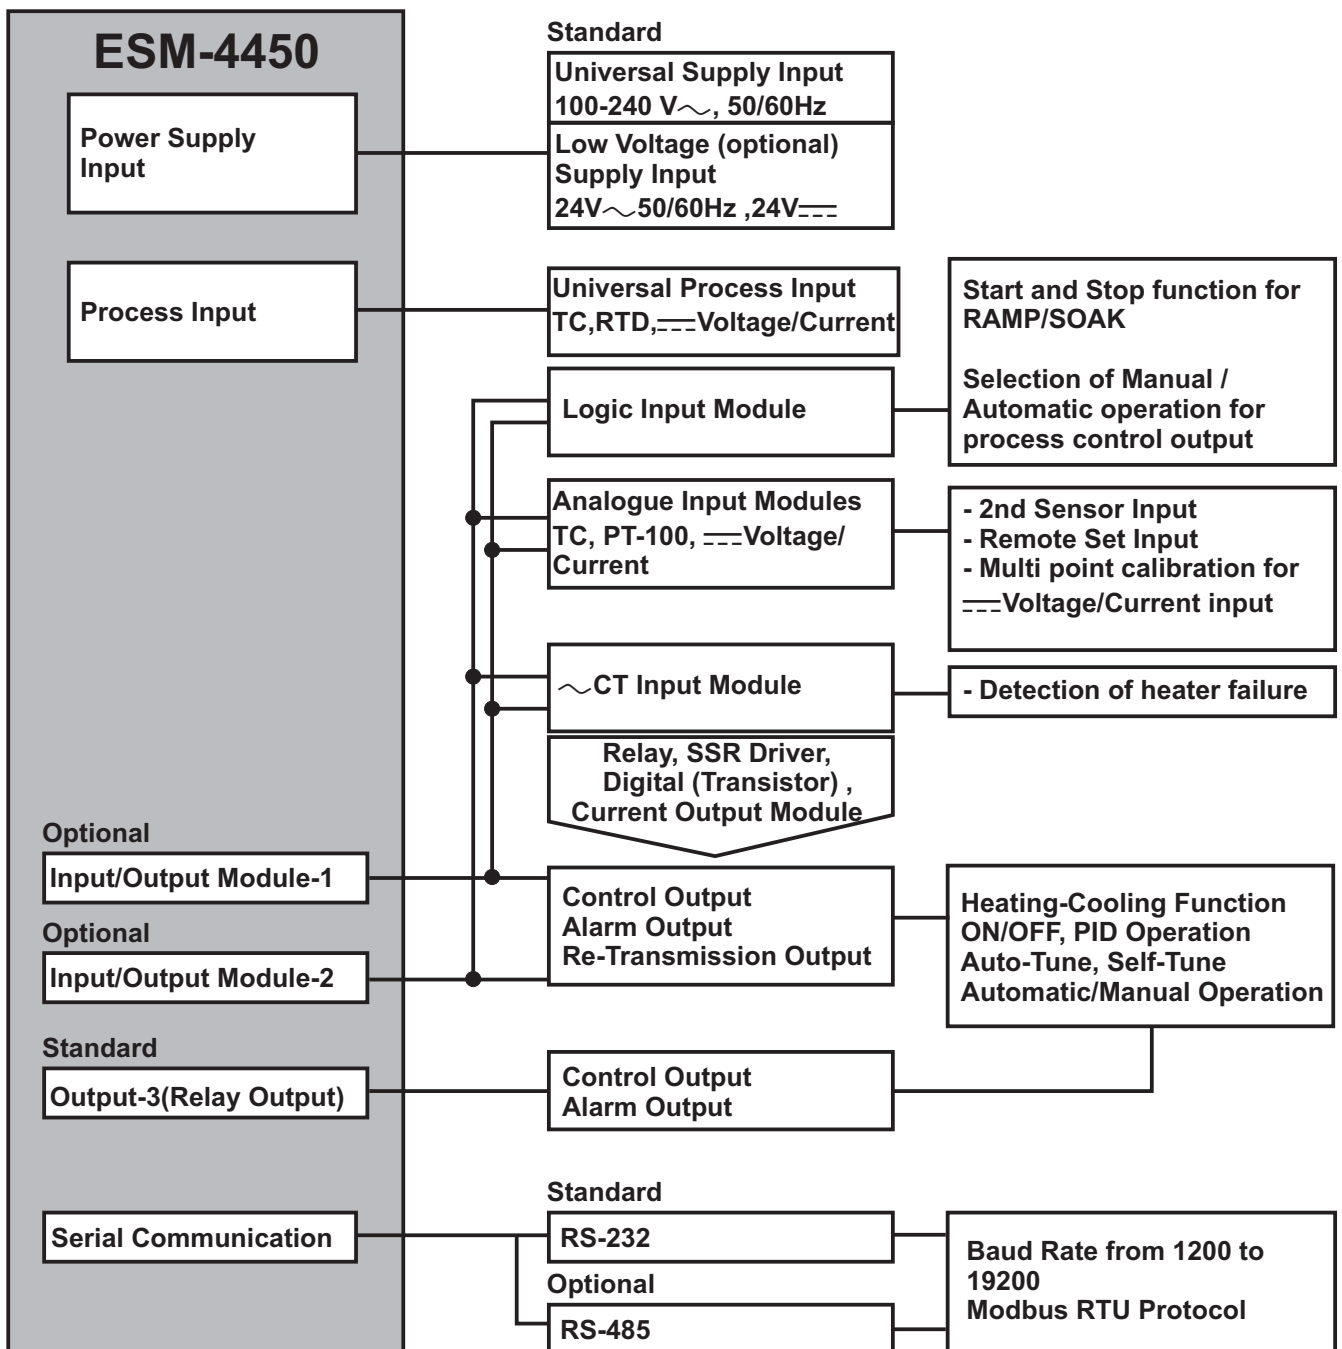 ESM-4450
Power Supply
Input
Standard
Universal Supply Input
100-240 V～, 50/60Hz
Low Voltage (optional)
Supply Input
24V～50/60Hz ,24V⎓
Process Input
Universal Process Input
TC,RTD,⎓Voltage/Current
Logic Input Module
Start and Stop function for
RAMP/SOAK
Selection of Manual /
Automatic operation for
process control output
Analogue Input Modules
TC, PT-100, ⎓Voltage/
Current
- 2nd Sensor Input
- Remote Set Input
- Multi point calibration for
⎓Voltage/Current input
～CT Input Module
- Detection of heater failure
Relay, SSR Driver,
Digital (Transistor) ,
Current Output Module
Optional
Input/Output Module-1
Optional
Input/Output Module-2
Control Output
Alarm Output
Re-Transmission Output
Heating-Cooling Function
ON/OFF, PID Operation
Auto-Tune, Self-Tune
Automatic/Manual Operation
Standard
Output-3(Relay Output)
Control Output
Alarm Output
Serial Communication
Standard
RS-232
Optional
RS-485
Baud Rate from 1200 to
19200
Modbus RTU Protocol